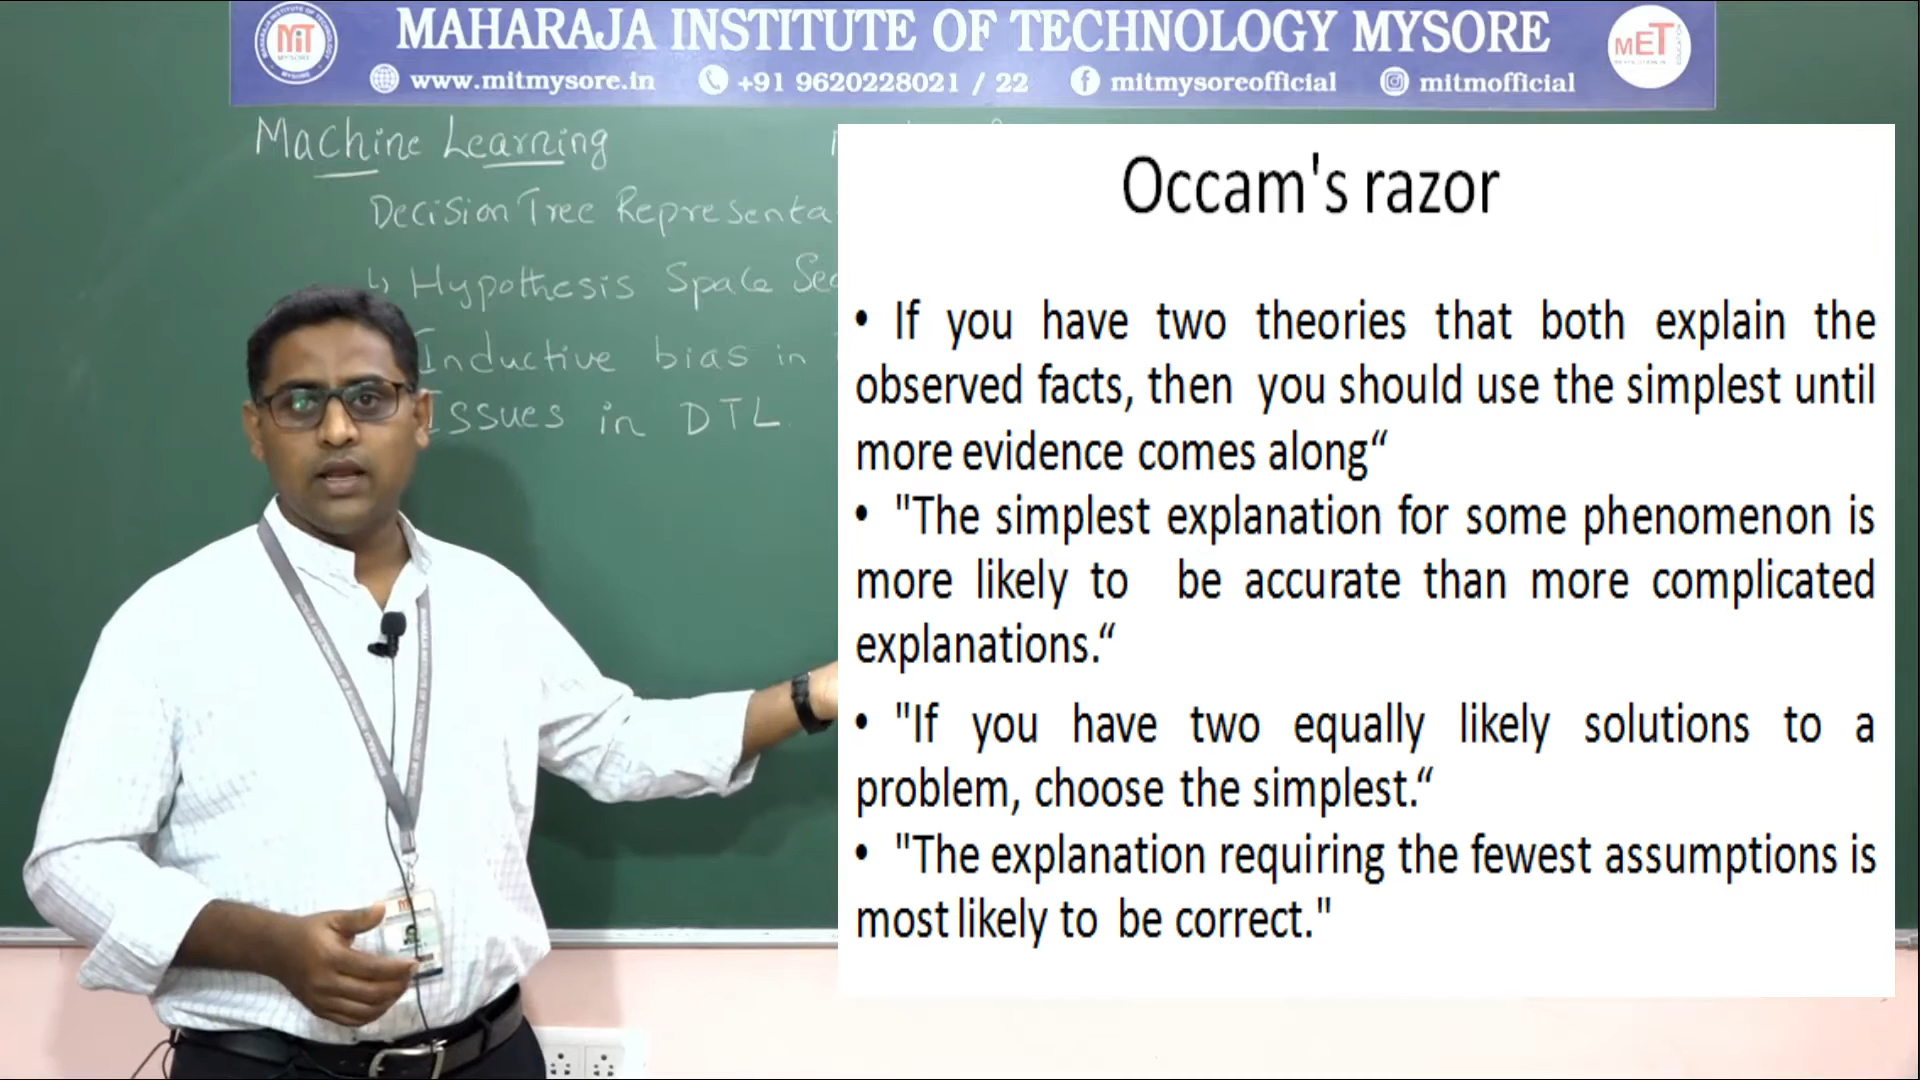 MAHARAJA INSTITUTE OF TECHNOLOGY MYSORE
www.mitmysore.in +91 9620228021 / 22 mitmysoreofficial mitmofficial
MiT
MYSORE
MET
Machine Learning
Decision Tree
Hypothesis Space
Inductive bias in
Issues in DTL
Occam's razor
• If you have two theories that both explain the
observed facts, then you should use the simplest until
more evidence comes along“
• "The simplest explanation for some phenomenon is
more likely to be accurate than more complicated
explanations.“
• "If you have two equally likely solutions to a
problem, choose the simplest.“
• "The explanation requiring the fewest assumptions is
most likely to be correct."